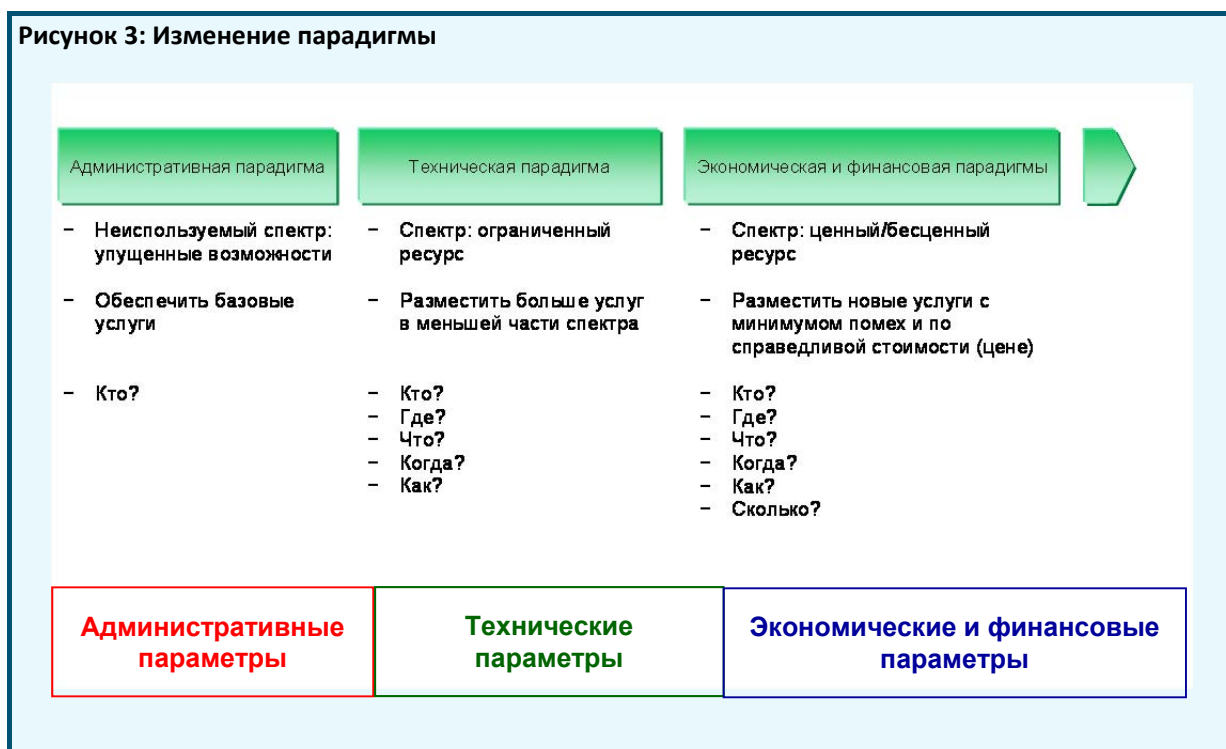 Рисунок 3: Изменение парадигмы
Административная парадигма
Техническая парадигма
Экономическая и финансовая парадигмы
– Неиспользуемый спектр:
упущенные возможности
– Обеспечить базовые
услуги
– Кто?
– Спектр: ограниченный
ресурс
– Разместить больше услуг
в меньшей части спектра
– Кто?
– Где?
– Что?
– Когда?
– Как?
– Спектр: ценный/бесценный
ресурс
– Разместить новые услуги с
минимумом помех и по
справедливой стоимости (цене)
– Кто?
– Где?
– Что?
– Когда?
– Как?
– Сколько?
Административные
параметры
Технические
параметры
Экономические и финансовые
параметры